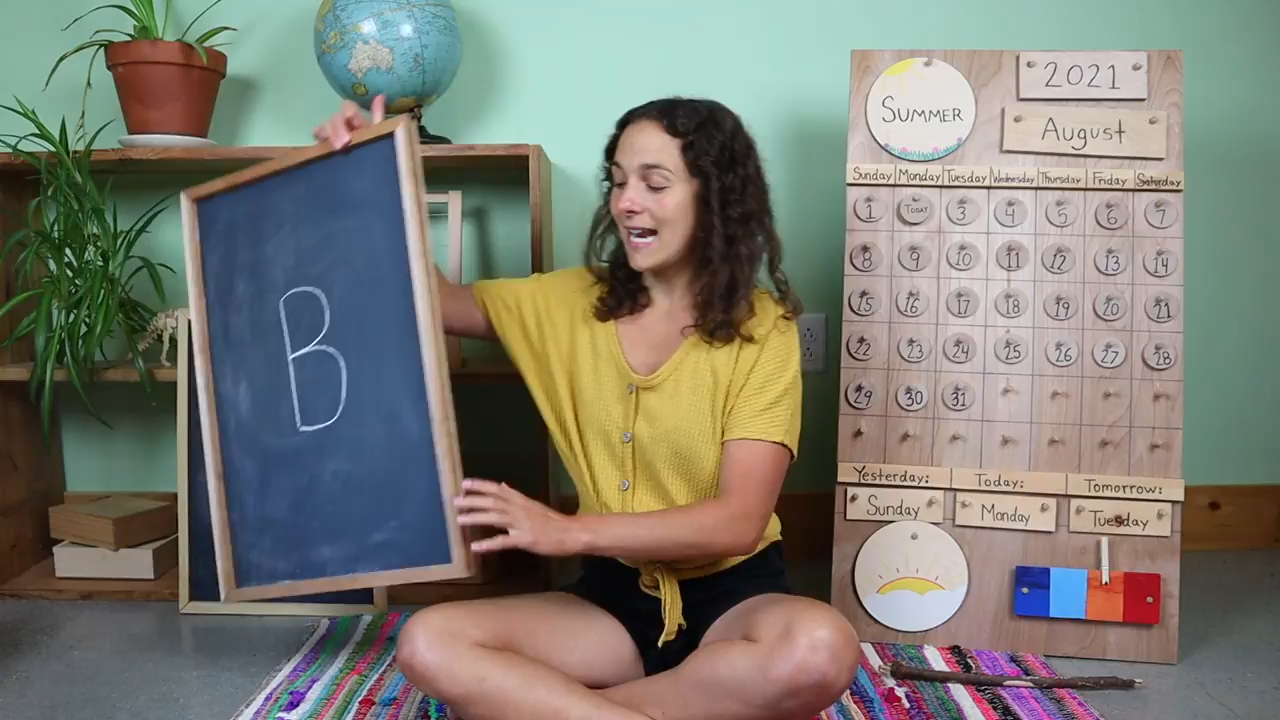 B
SUMMER
2021
August
Sunday Monday Tuesday Wednesday Thursday Friday Saturday
1 TODAY 3 4 5 6 7
8 9 10 11 12 13 14
15 16 17 18 19 20 21
22 23 24 25 26 27 28
29 30 31
Yesterday: Today: Tomorrow:
Sunday Monday Tuesday